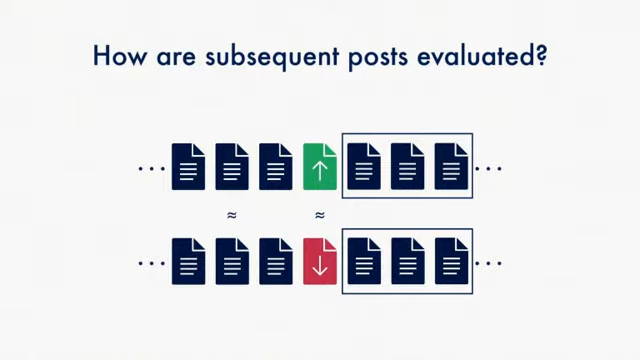 How are subsequent posts evaluated?
... ...
≈ ≈
... ...